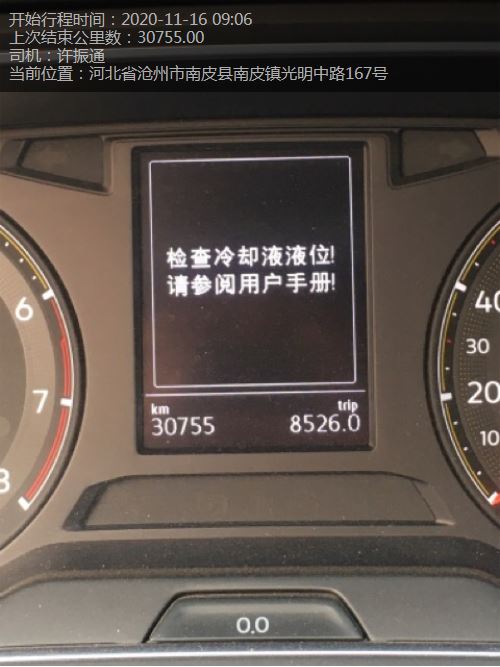 开始行程时间：2020-11-16 09:06
上次结束公里数：30755.00
司机：许振通
当前位置：河北省沧州市南皮县南皮镇光明中路167号
检查冷却液液位!
请参阅用户手册!
km
trip
30755
8526.0
6
7
8
40
30
20
10
0.0